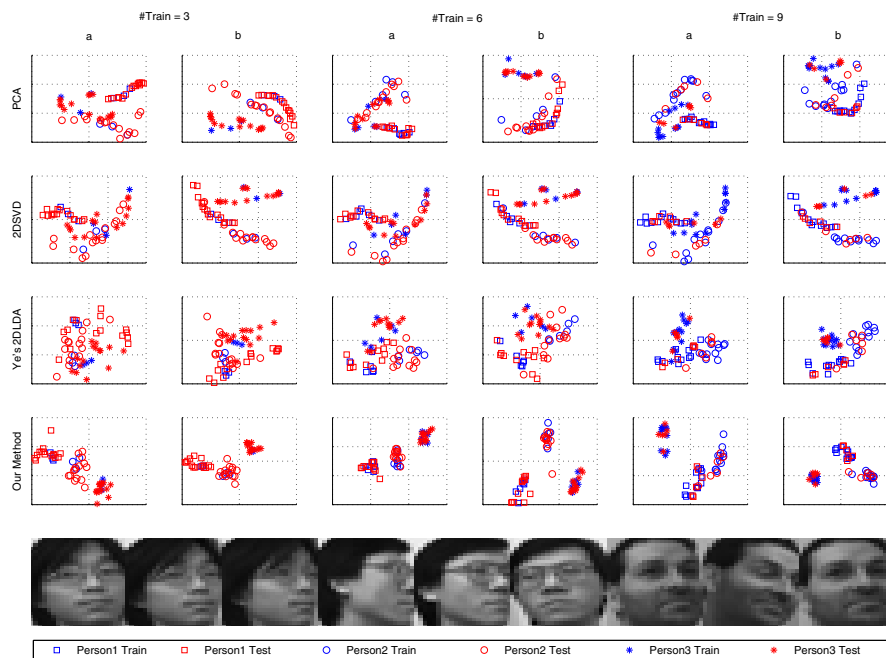 #Train = 3
#Train = 6
#Train = 9
a
b
a
b
a
b
PCA
2DSVD
Ye's 2DLDA
Our Method
Person1 Train
Person1 Test
Person2 Train
Person2 Test
Person3 Train
Person3 Test